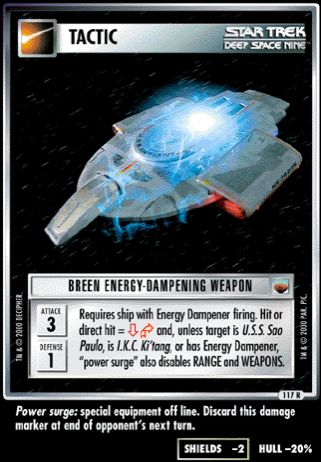 TACTIC
STAR TREK
DEEP SPACE NINE
BREEN ENERGY-DAMPENING WEAPON
ATTACK
3
DEFENSE
1
Requires ship with Energy Dampener firing. Hit or
direct hit = and, unless target is U.S.S. Sao
Paulo, is I.K.C. Ki'tang, or has Energy Dampener,
"power surge" also disables RANGE and WEAPONS.
TM & © 2000 DECIPHER.
TM & © 2000 PAR. PIC.
117 R
Power surge: special equipment off line. Discard this damage
marker at end of opponent's next turn.
SHIELDS -2 HULL -20%